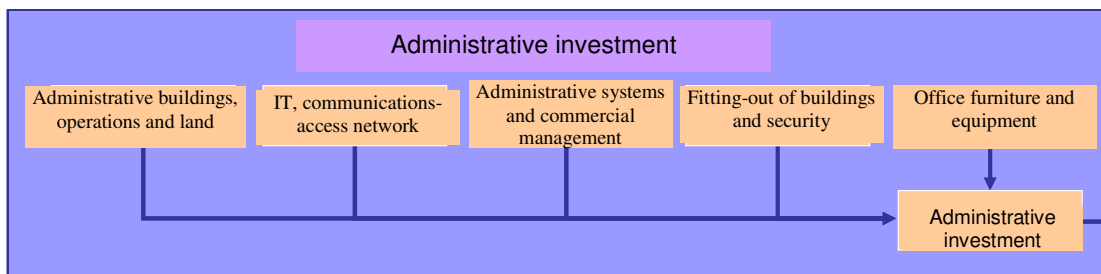 Administrative investment
Administrative buildings,
operations and land
IT, communications-
access network
Administrative systems
and commercial
management
Fitting-out of buildings
and security
Office furniture and
equipment
Administrative
investment